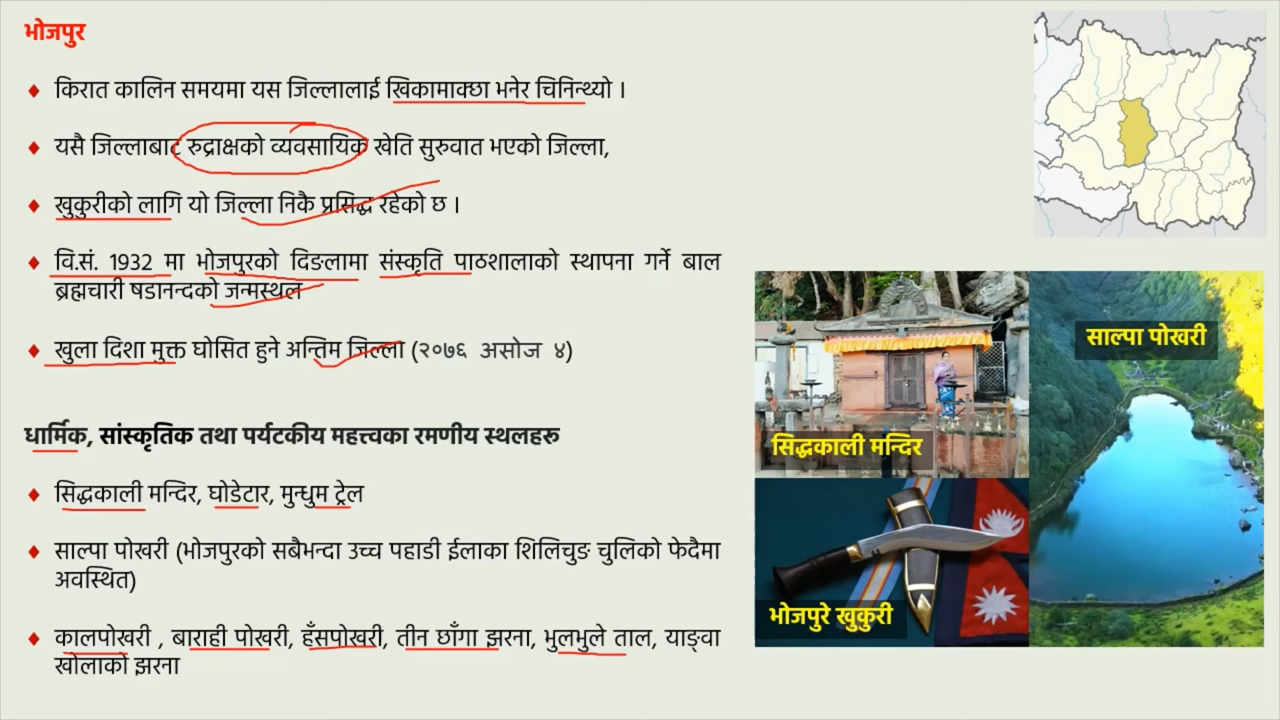 भोजपुर
♦ किरात कालिन समयमा यस जिल्लालाई खिकामाक्छा भनेर चिनिन्थ्यो ।
♦ यसै जिल्लाबाट रुद्राक्षको व्यवसायिक खेति सुरुवात भएको जिल्ला,
♦ खुकुरीको लागि यो जिल्ला निकै प्रसिद्ध रहेको छ ।
♦ वि.सं. 1932 मा भोजपुरको दिङलामा संस्कृति पाठशालाको स्थापना गर्ने बाल
ब्रह्मचारी षडानन्दको जन्मस्थल
♦ खुला दिशा मुक्त घोसित हुने अन्तिम जिल्ला (२०७६ असोज ४)
धार्मिक, सांस्कृतिक तथा पर्यटकीय महत्त्वका रमणीय स्थलहरू
♦ सिद्धकाली मन्दिर, घोडेटार, मुन्धुम ट्रेल
♦ साल्पा पोखरी (भोजपुरको सबैभन्दा उच्च पहाडी ईलाका शिलिचुङ चुलिको फेदैमा
अवस्थित)
♦ कालपोखरी , बाराही पोखरी, हँसपोखरी, तीन छाँगा झरना, भुलभुले ताल, याङ्वा
खोलाको झरना
सिद्धकाली मन्दिर
साल्पा पोखरी
भोजपुरे खुकुरी